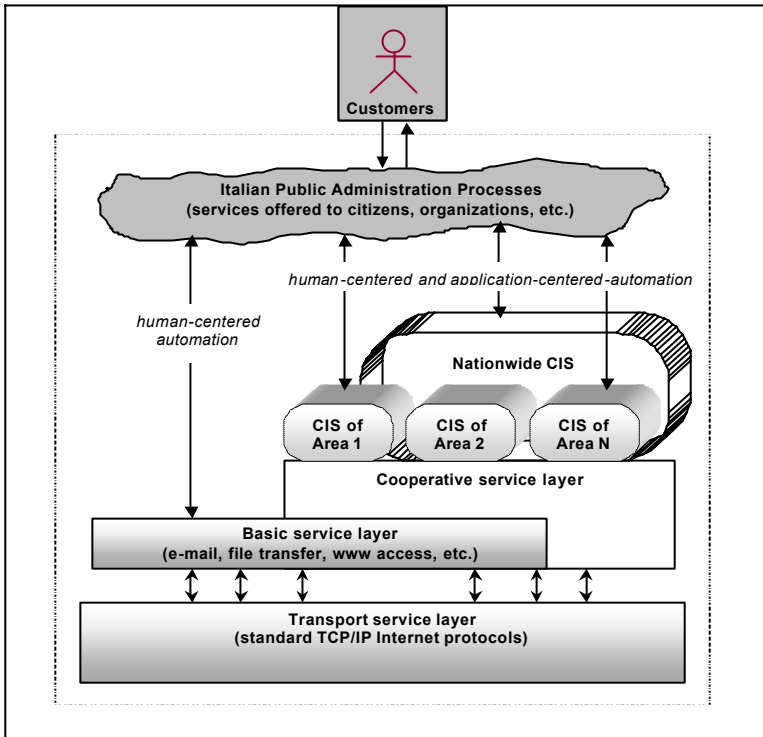 Customers
Italian Public Administration Processes
(services offered to citizens, organizations, etc.)
human-centered and application-centered-automation
human-centered
automation
Nationwide CIS
CIS of
Area 1
CIS of
Area 2
CIS of
Area N
Cooperative service layer
Basic service layer
(e-mail, file transfer, www access, etc.)
Transport service layer
(standard TCP/IP Internet protocols)